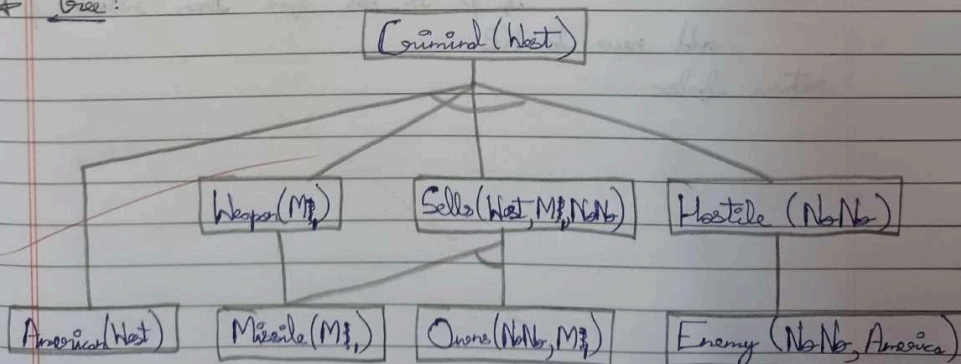 * Tree:
Criminal (West)
Weapon(M1)
Sells(West, M1, NoNo)
Hostile (NoNo)
American(West)
Missile(M1)
Owns(NoNo, M1)
Enemy (NoNo, America)